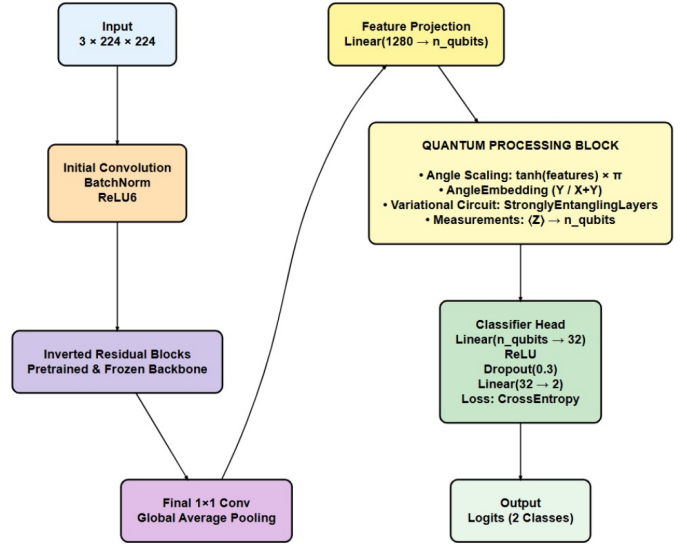 Input
3 × 224 × 224
Initial Convolution
BatchNorm
ReLU6
Inverted Residual Blocks
Pretrained & Frozen Backbone
Final 1×1 Conv
Global Average Pooling
Feature Projection
Linear(1280 → n_qubits)
QUANTUM PROCESSING BLOCK
• Angle Scaling: tanh(features) × π
• AngleEmbedding (Y / X+Y)
• Variational Circuit: StronglyEntanglingLayers
• Measurements: ⟨Z⟩ → n_qubits
Classifier Head
Linear(n_qubits → 32)
ReLU
Dropout(0.3)
Linear(32 → 2)
Loss: CrossEntropy
Output
Logits (2 Classes)